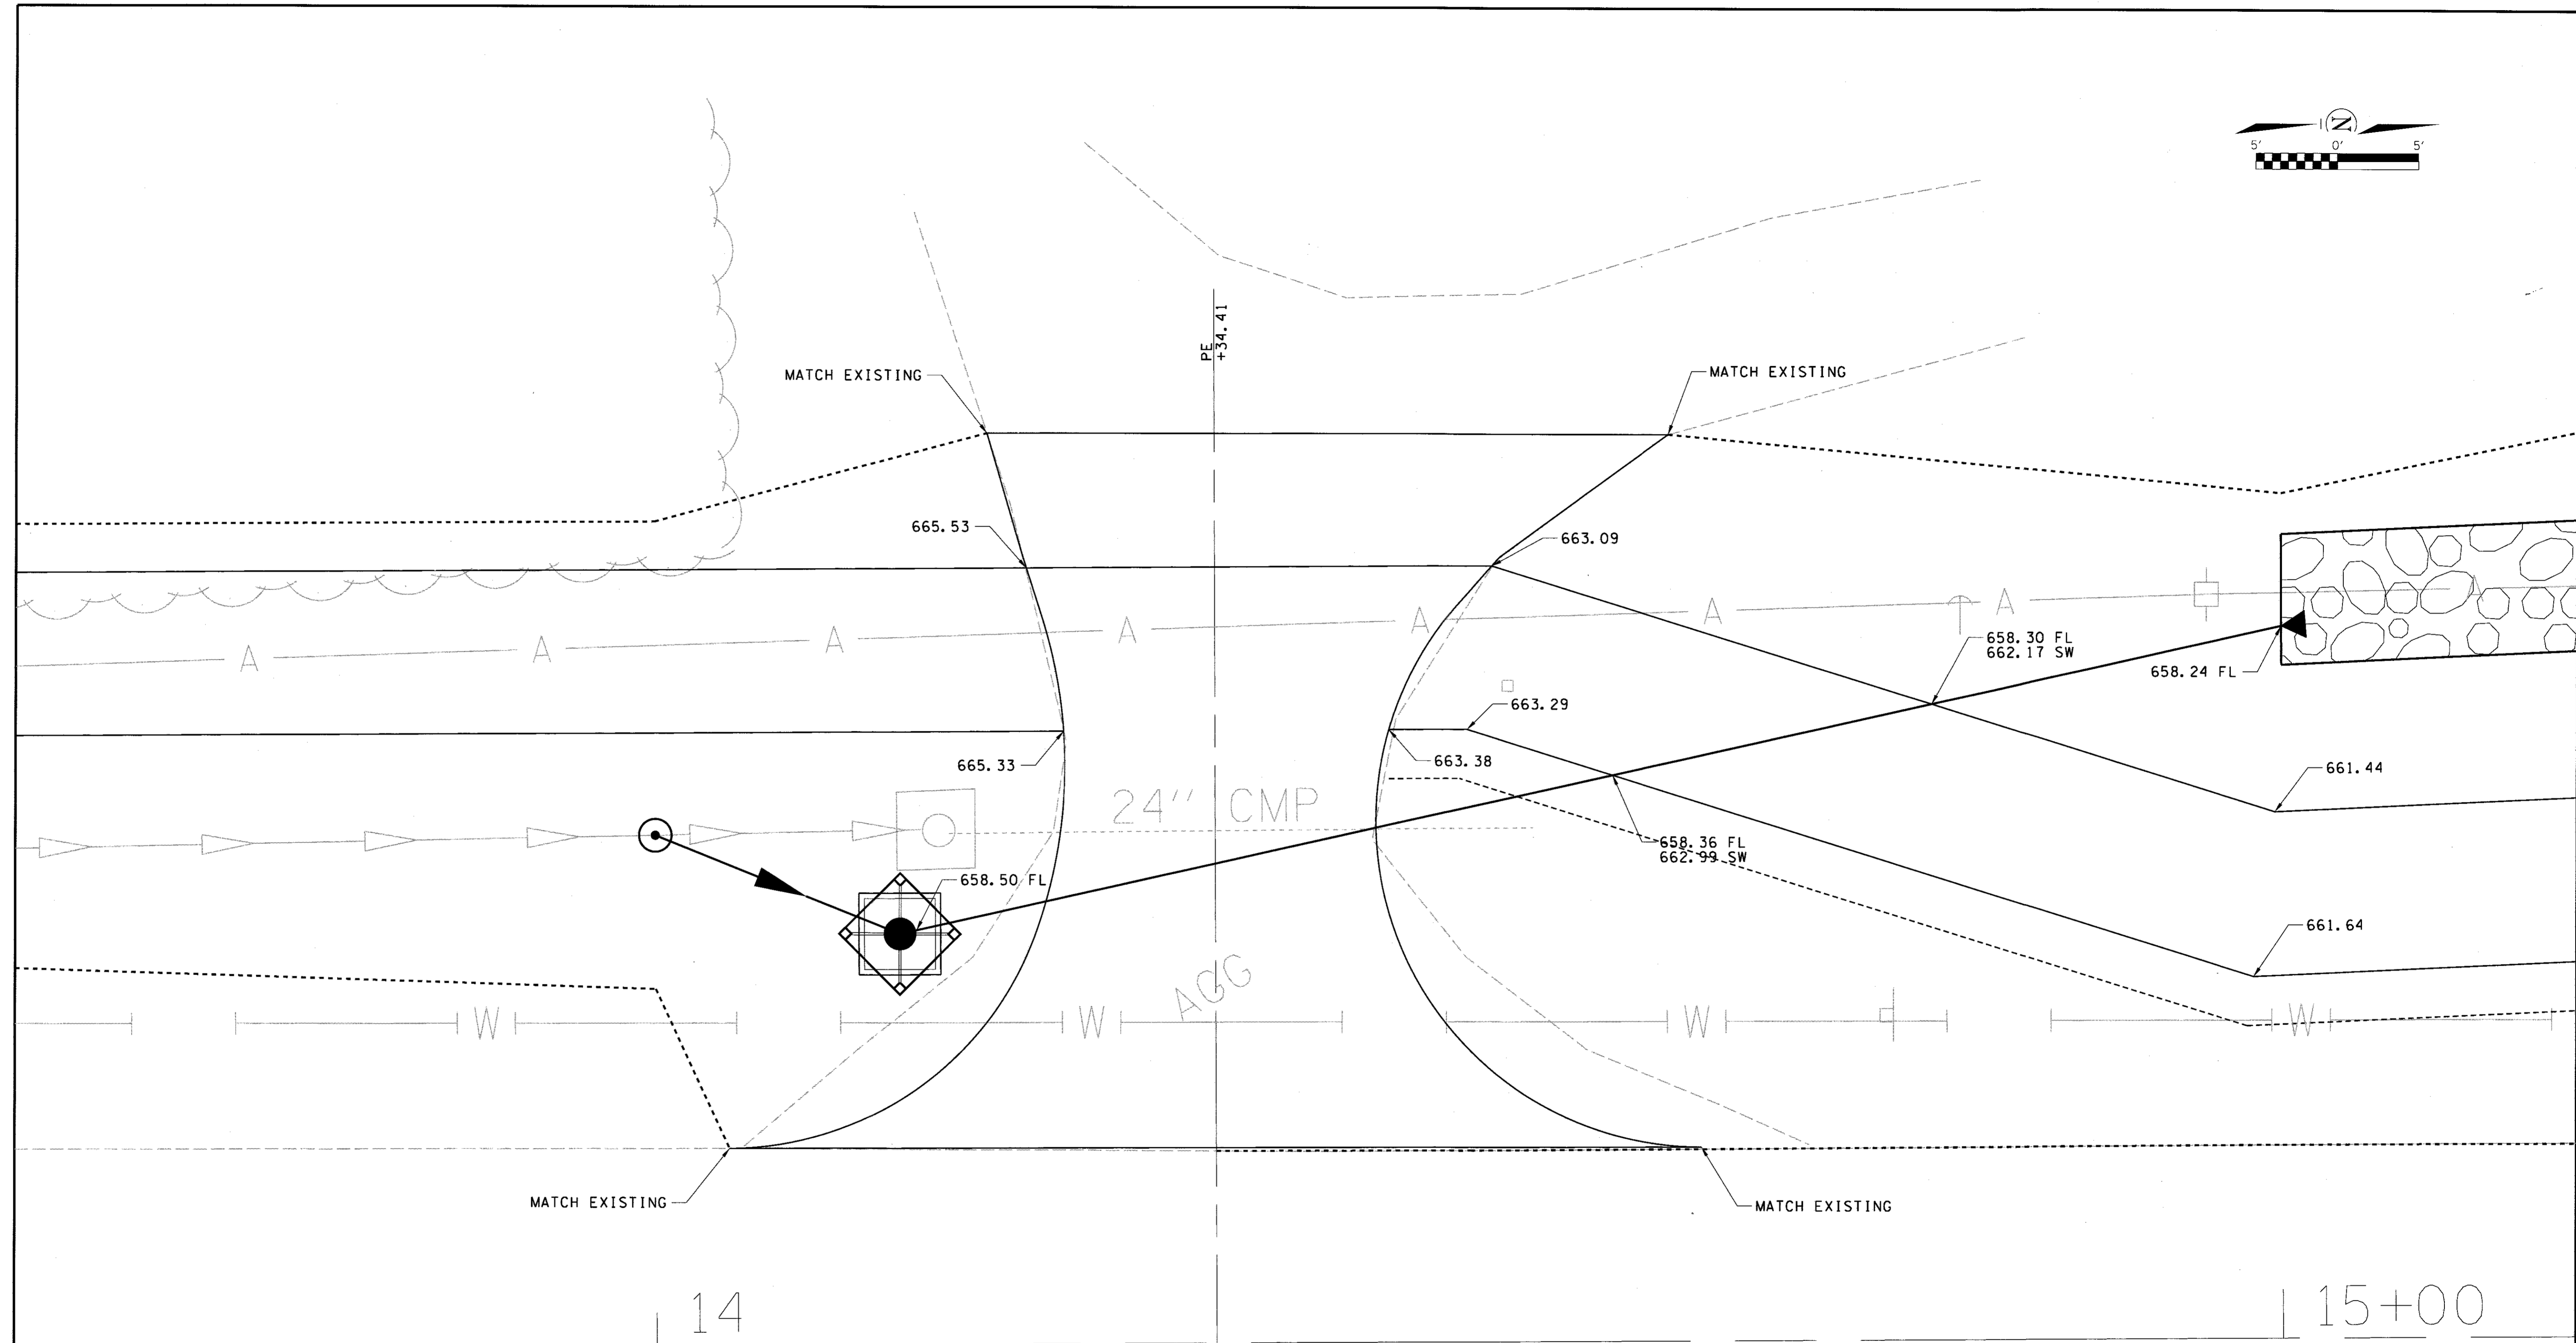 N
5' 0' 5'
PE
+34.41
MATCH EXISTING
MATCH EXISTING
665.53
663.09
A A A A A A A
658.30 FL
662.17 SW
658.24 FL
663.29
665.33
663.38
661.44
24" CMP
658.36 FL
662.99 SW
658.50 FL
661.64
AGG
W W W W
MATCH EXISTING
MATCH EXISTING
14
15+00